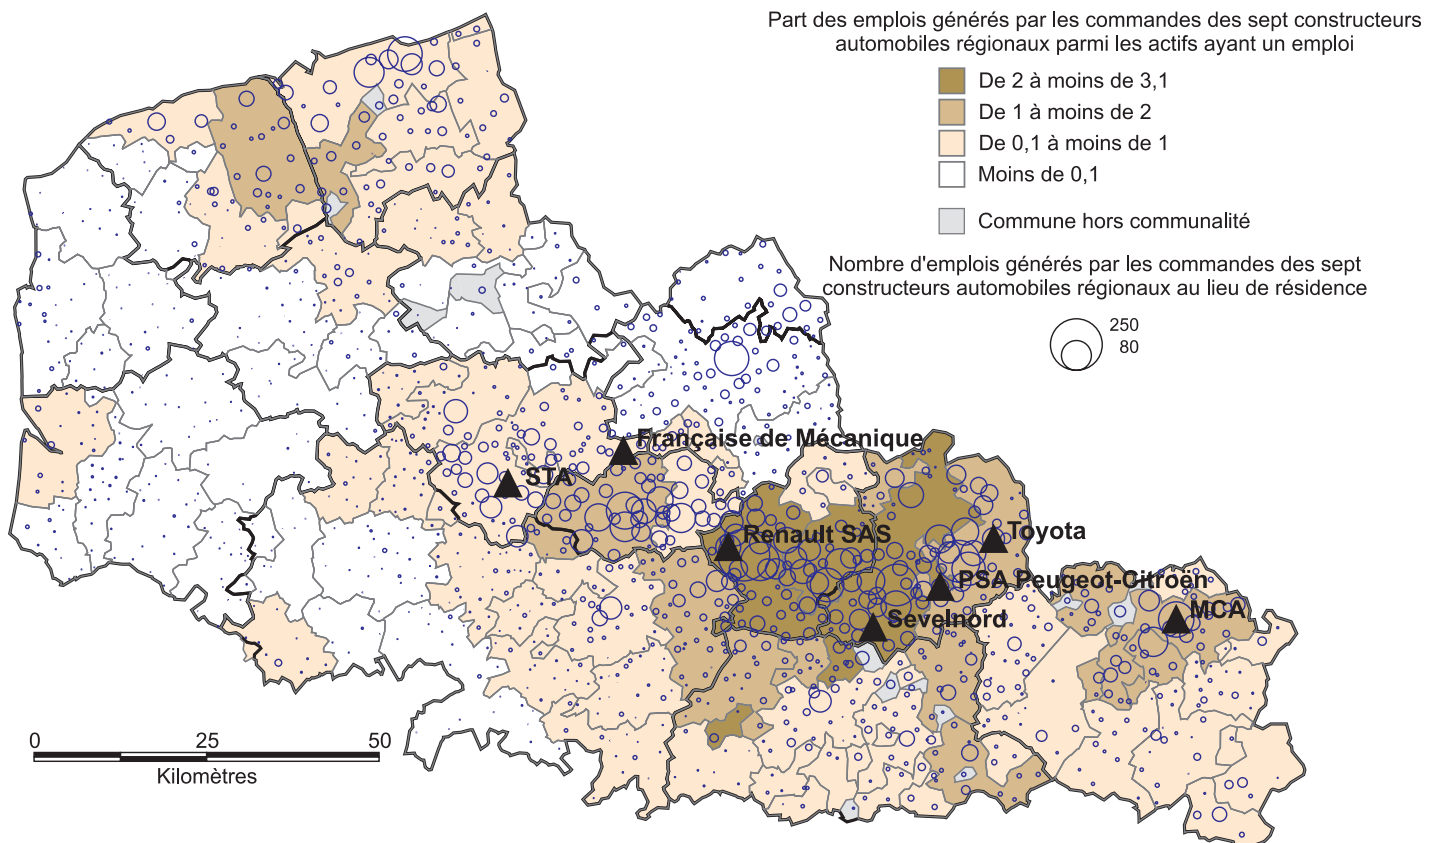 Part des emplois générés par les commandes des sept constructeurs
automobiles régionaux parmi les actifs ayant un emploi
De 2 à moins de 3,1
De 1 à moins de 2
De 0,1 à moins de 1
Moins de 0,1
Commune hors communalité
Nombre d'emplois générés par les commandes des sept
constructeurs automobiles régionaux au lieu de résidence
250
80
Française de Mécanique
STA
Renault SAS
Toyota
PSA Peugeot-Citroën
MCA
Sevelnord
0 25 50
Kilomètres